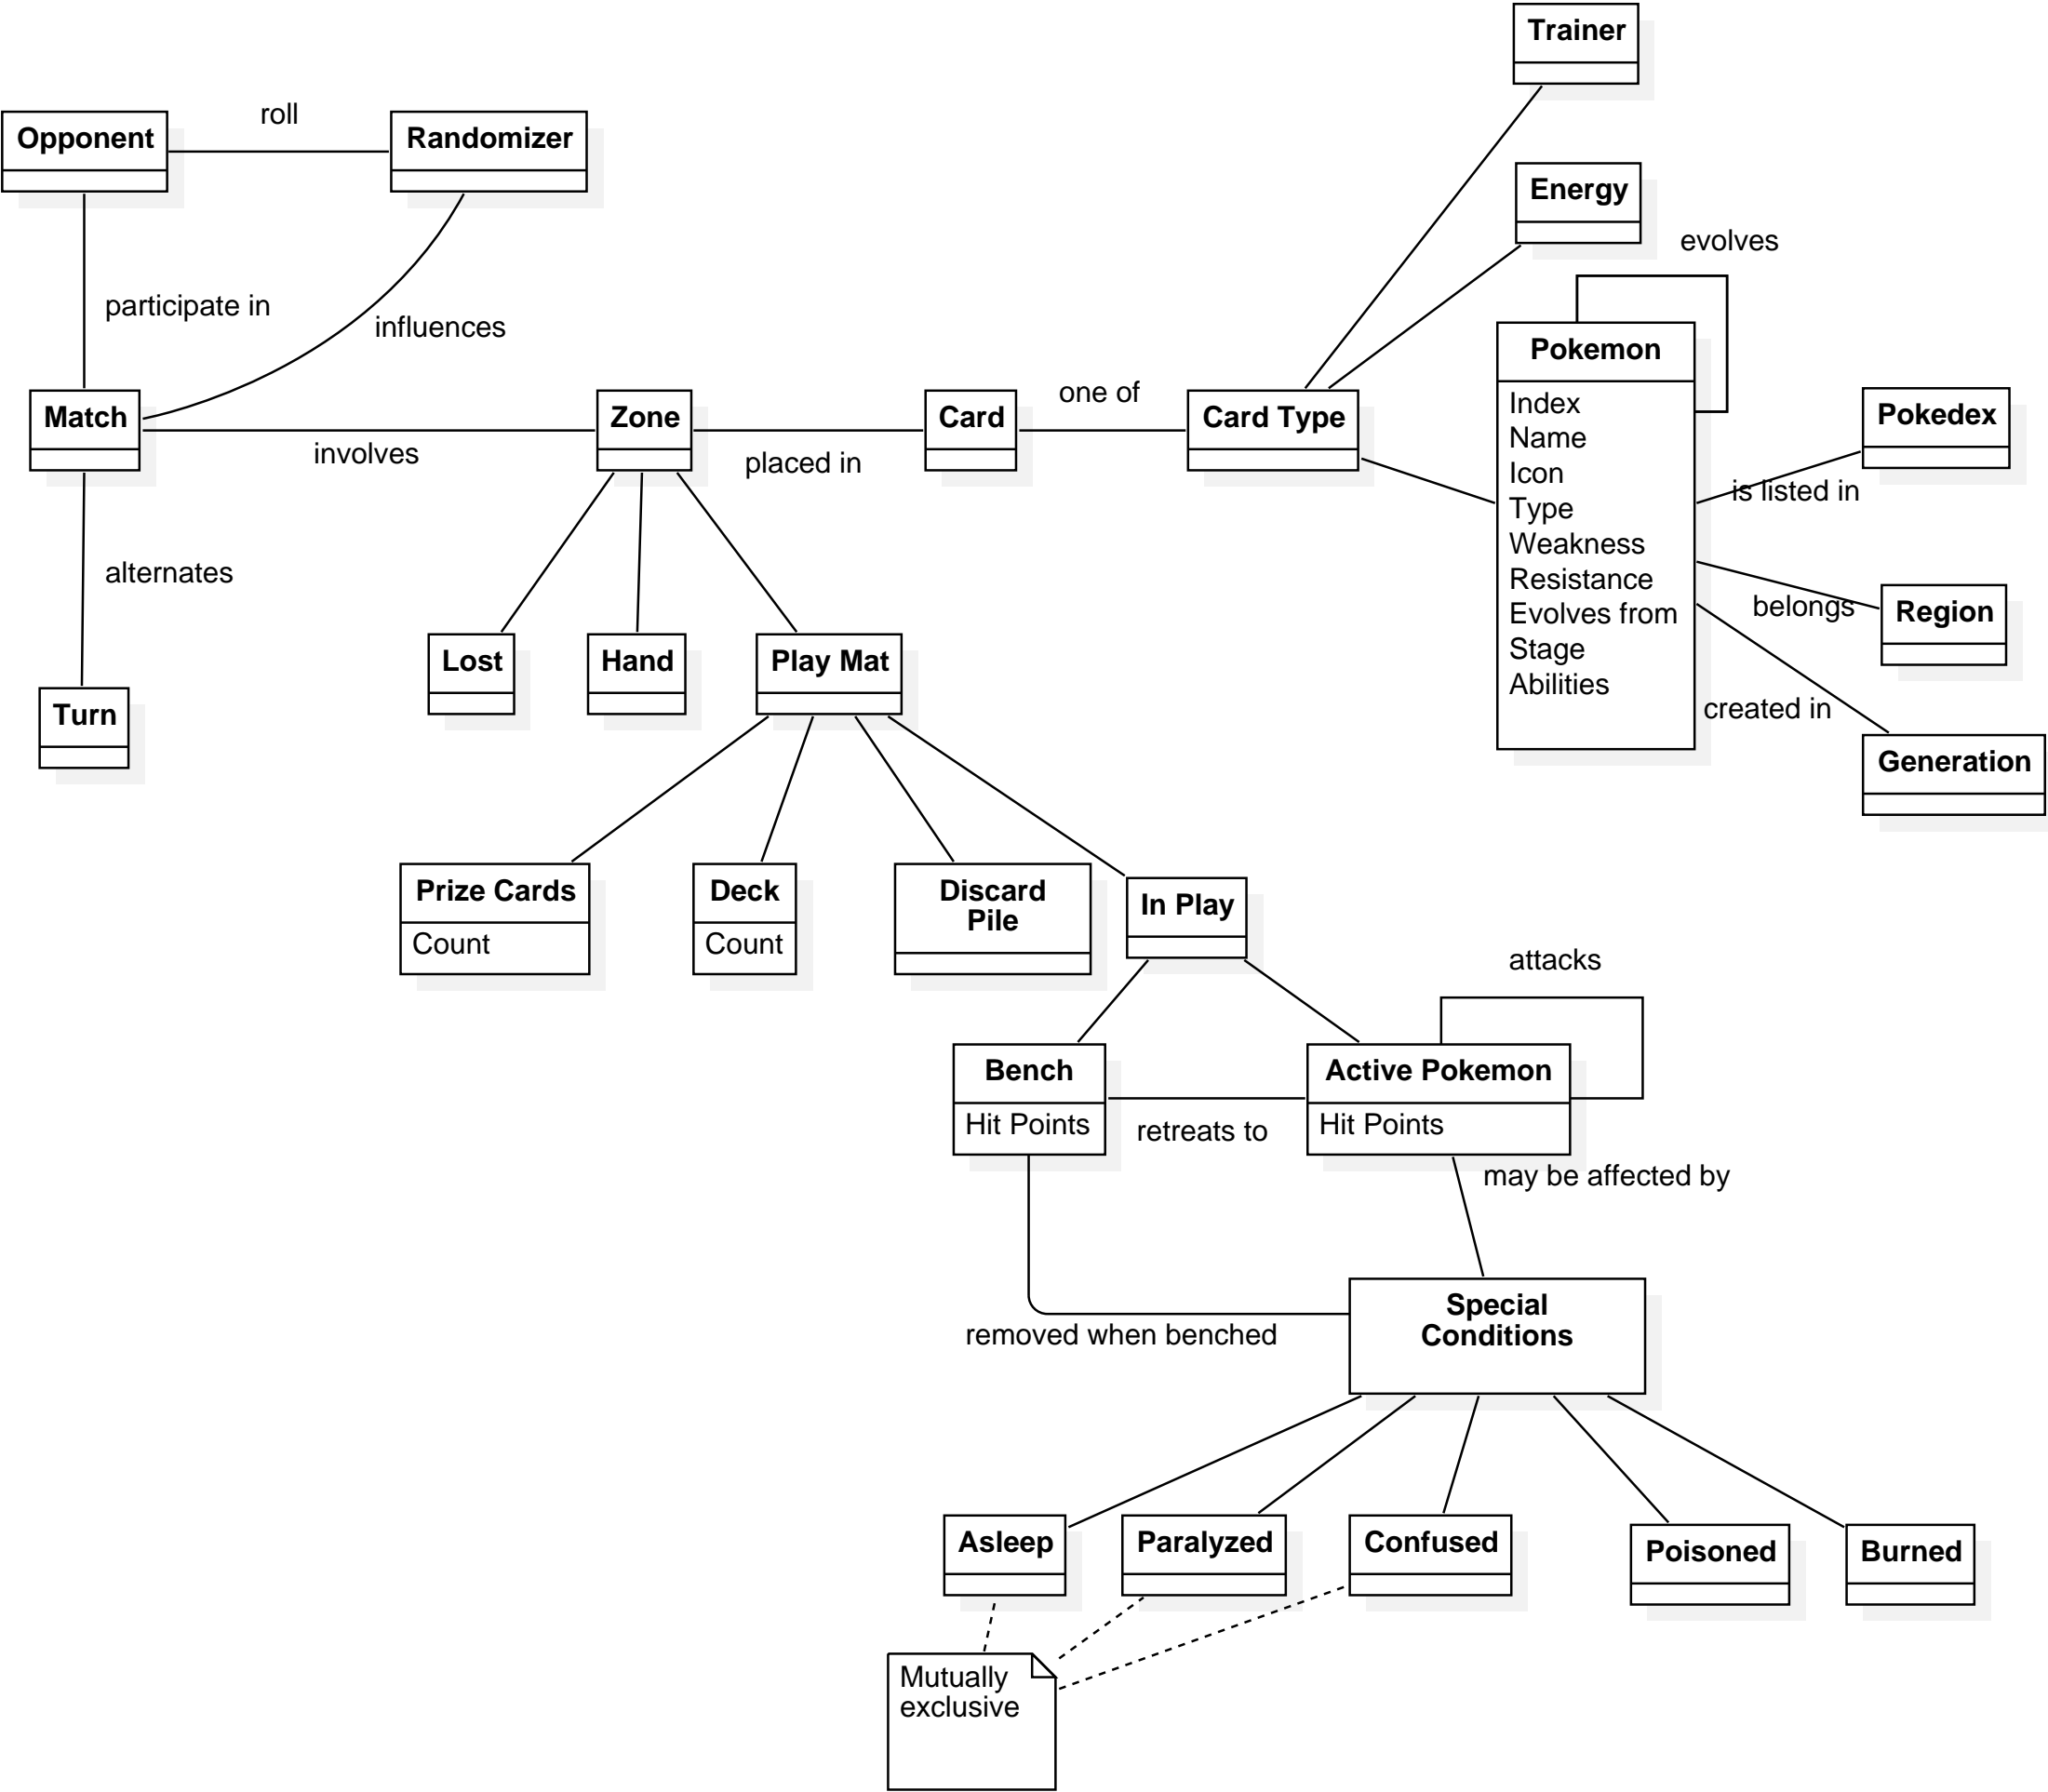 Trainer
Opponent
roll
Randomizer
Energy
evolves
participate in
influences
Pokemon
Index
Name
Icon
Type
Weakness
Resistance
Evolves from
Stage
Abilities
Match
involves
Zone
placed in
Card
one of
Card Type
Pokedex
is listed in
belongs
Region
created in
Generation
alternates
Turn
Lost
Hand
Play Mat
Prize Cards
Count
Deck
Count
Discard
Pile
In Play
attacks
Bench
Hit Points
retreats to
Active Pokemon
Hit Points
may be affected by
removed when benched
Special
Conditions
Asleep
Paralyzed
Confused
Poisoned
Burned
Mutually
exclusive